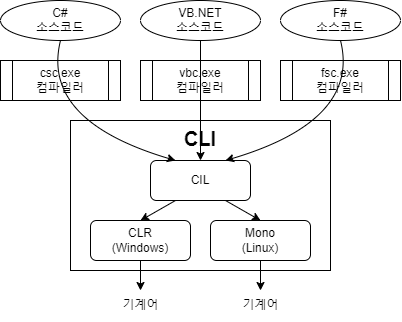 C#
소스코드
VB.NET
소스코드
F#
소스코드
csc.exe
컴파일러
vbc.exe
컴파일러
fsc.exe
컴파일러
CLI
CIL
CLR
(Windows)
Mono
(Linux)
기계어
기계어